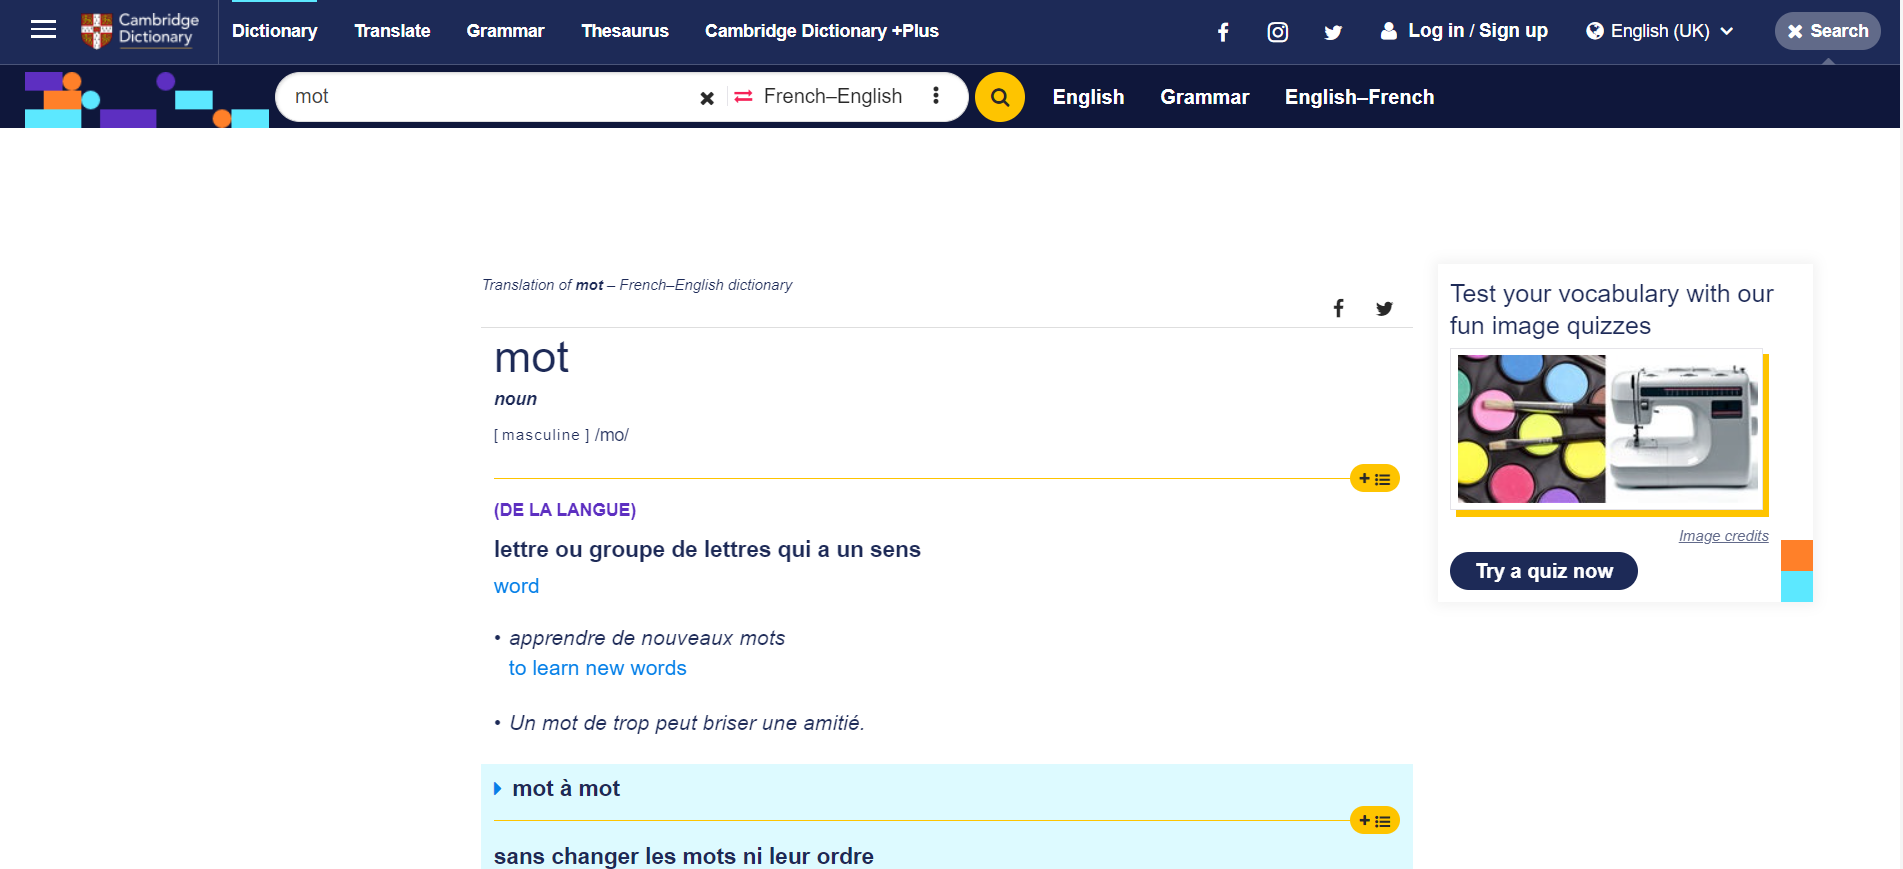 Cambridge Dictionary
Dictionary
Translate
Grammar
Thesaurus
Cambridge Dictionary +Plus
Log in / Sign up
English (UK)
Search
mot
French–English
English
Grammar
English–French
Translation of mot – French–English dictionary
mot
noun
[ masculine ] /mo/
(DE LA LANGUE)
lettre ou groupe de lettres qui a un sens
word
• apprendre de nouveaux mots
to learn new words
• Un mot de trop peut briser une amitié.
mot à mot
sans changer les mots ni leur ordre
Test your vocabulary with our
fun image quizzes
Image credits
Try a quiz now